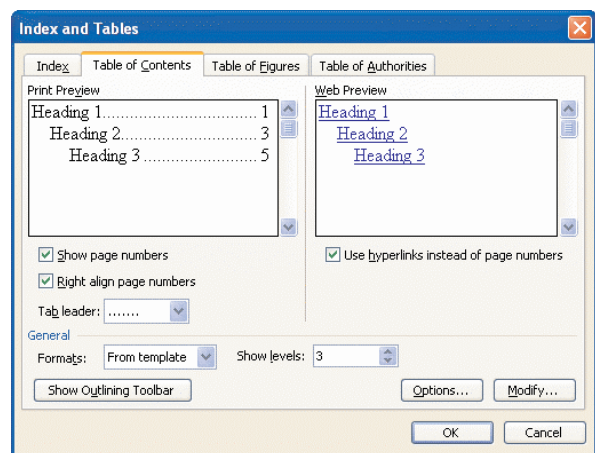 Index and Tables
Index Table of Contents Table of Figures Table of Authorities
Print Preview
Heading 1.......................... 1
Heading 2....................... 3
Heading 3 ...................... 5
Show page numbers
Right align page numbers
Tab leader: .......
Web Preview
Heading 1
Heading 2
Heading 3
Use hyperlinks instead of page numbers
General
Formats: From template Show levels: 3
Show Outlining Toolbar Options... Modify...
OK Cancel